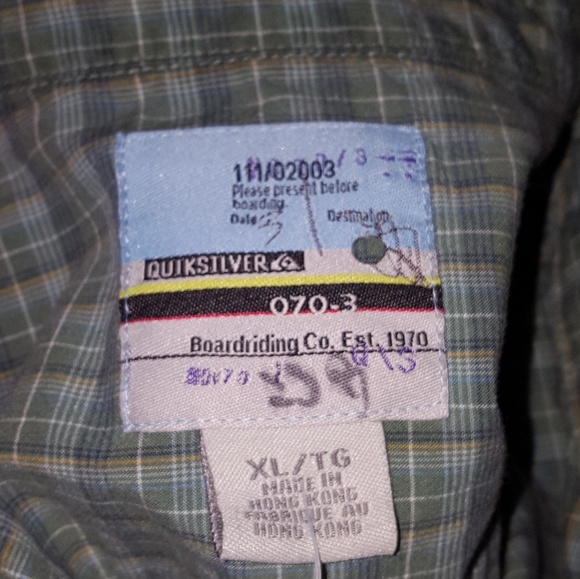 111/02003
Please present before
boarding.
Date Destination
QUIKSILVER
070-3
Boardriding Co. Est. 1970
XL/TG
MADE IN
HONG KONG
FABRIQUE AU
HONG KONG